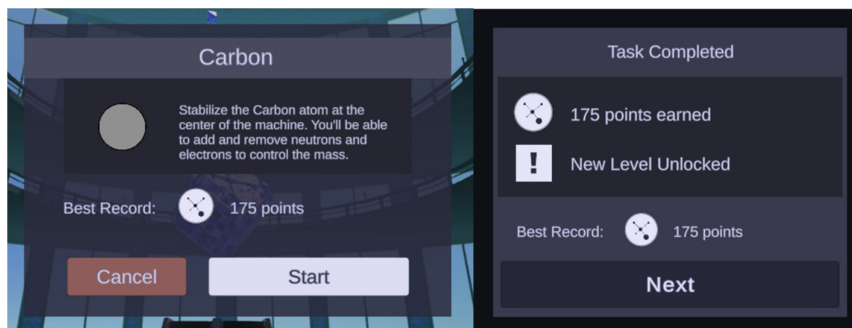 Carbon
Stabilize the Carbon atom at the
center of the machine. You'll be able
to add and remove neutrons and
electrons to control the mass.
Best Record: 175 points
Cancel
Start
Task Completed
175 points earned
! New Level Unlocked
Best Record: 175 points
Next